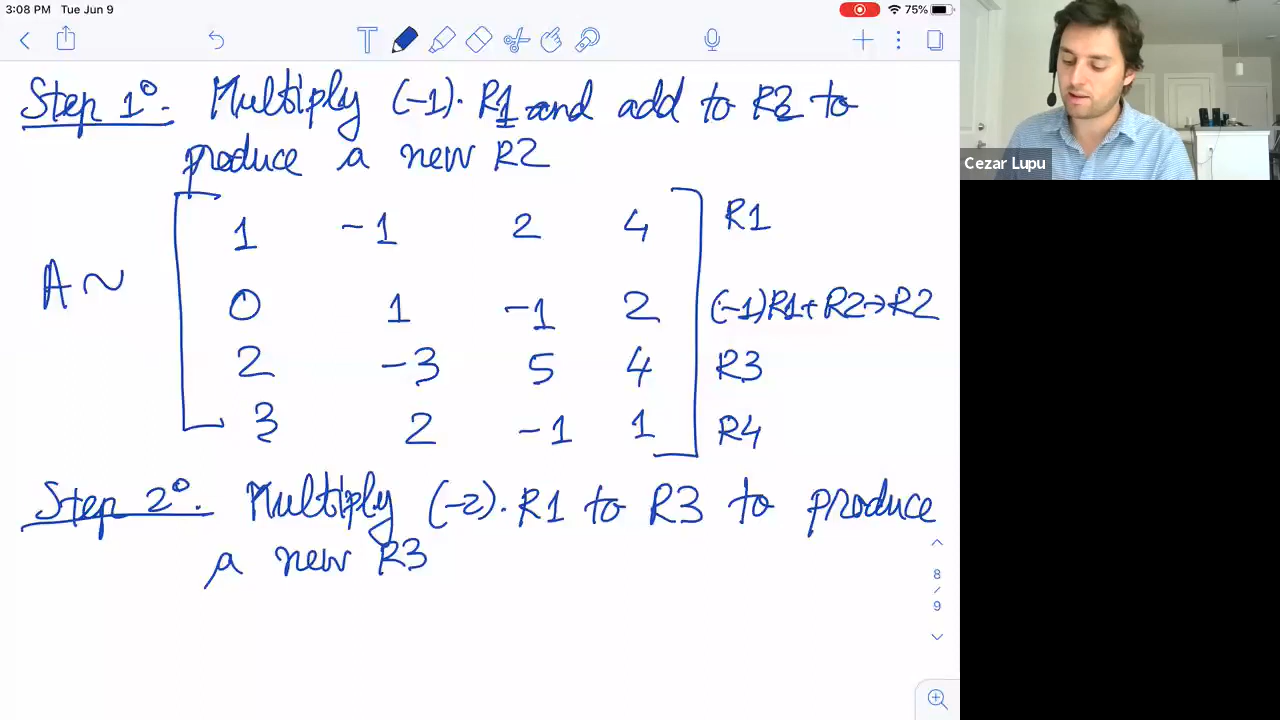 3:08 PM Tue Jun 9
75%
Step 1°. Multiply (-1). R1 and add to R2 to
produce a new R2
1 -1 2 4 R1
A~
0 1 -1 2 (-1)R1+R2→R2
2 -3 5 4 R3
3 2 -1 1 R4
Step 2°. Multiply (-2). R1 to R3 to produce
a new R3
8
/
9
Cezar Lupu